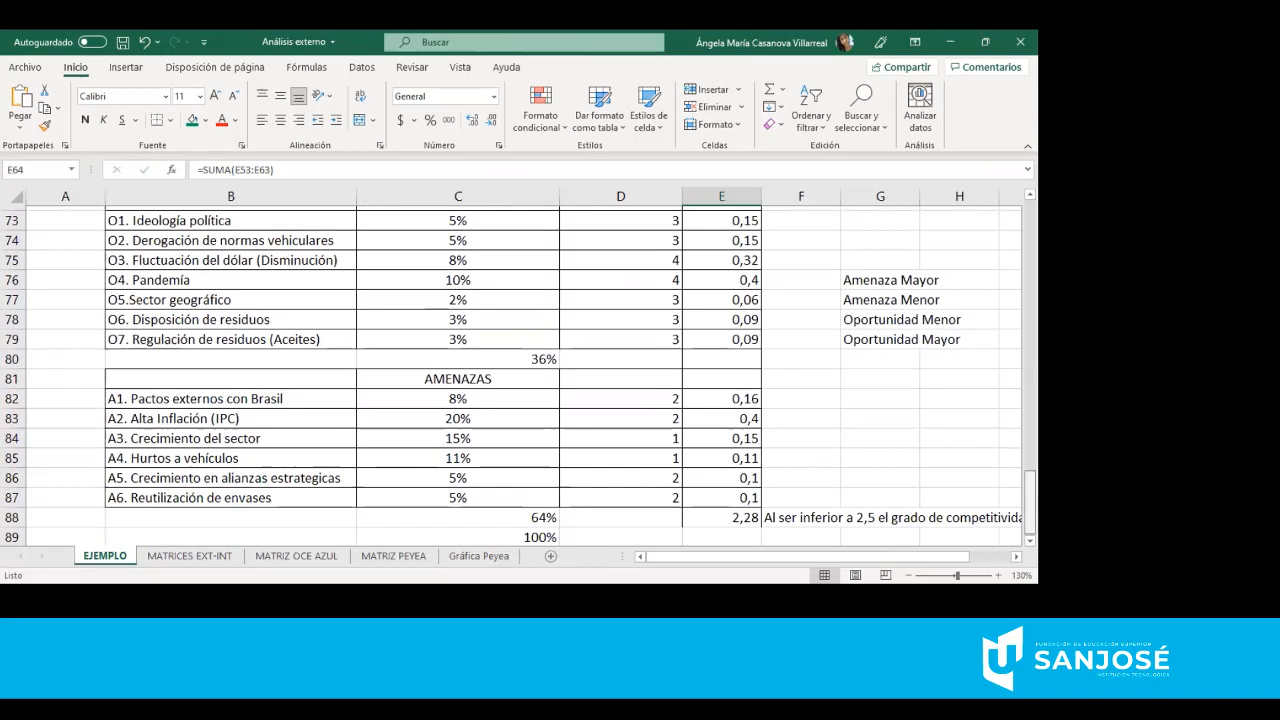 Autoguardado Análisis externo Buscar Ángela María Casanova Villarreal
Archivo Inicio Insertar Disposición de página Fórmulas Datos Revisar Vista Ayuda Compartir Comentarios
Pegar
Calibri 11
N K S
General
$ % 000
Formato condicional
Dar formato como tabla
Estilos de celda
Insertar
Eliminar
Formato
Ordenar y filtrar
Buscar y seleccionar
Analizar datos
Portapapeles Fuente Alineación Número Estilos Celdas Edición Análisis
E64 fx =SUMA(E53:E63)
A B C D E F G H
73 O1. Ideología política 5% 3 0,15
74 O2. Derogación de normas vehiculares 5% 3 0,15
75 O3. Fluctuación del dólar (Disminución) 8% 4 0,32
76 O4. Pandemía 10% 4 0,4 Amenaza Mayor
77 O5.Sector geográfico 2% 3 0,06 Amenaza Menor
78 O6. Disposición de residuos 3% 3 0,09 Oportunidad Menor
79 O7. Regulación de residuos (Aceites) 3% 3 0,09 Oportunidad Mayor
80 36%
81 AMENAZAS
82 A1. Pactos externos con Brasil 8% 2 0,16
83 A2. Alta Inflación (IPC) 20% 2 0,4
84 A3. Crecimiento del sector 15% 1 0,15
85 A4. Hurtos a vehículos 11% 1 0,11
86 A5. Crecimiento en alianzas estrategicas 5% 2 0,1
87 A6. Reutilización de envases 5% 2 0,1
88 64% 2,28 Al ser inferior a 2,5 el grado de competitivida
89 100%
EJEMPLO MATRICES EXT-INT MATRIZ OCE AZUL MATRIZ PEYEA Gráfica Peyea
Listo 130%
FUNDACIÓN DE EDUCACIÓN SUPERIOR
SANJOSÉ
INSTITUCIÓN TECNOLÓGICA